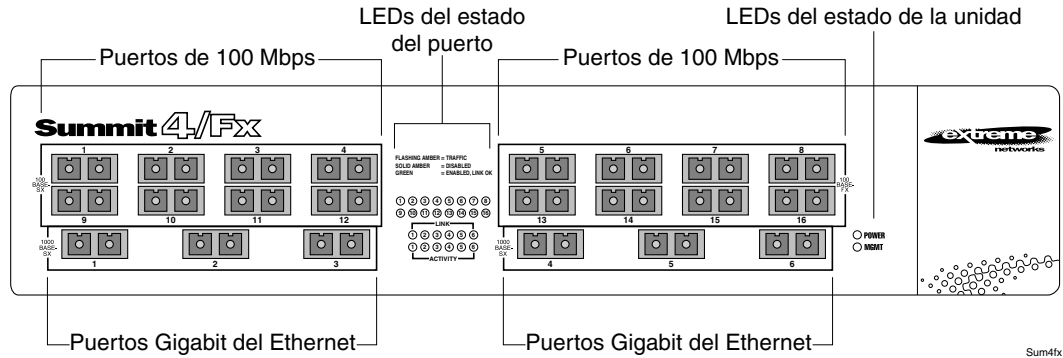 LEDs del estado
del puerto
LEDs del estado de la unidad
Puertos de 100 Mbps
Puertos de 100 Mbps
Summit 4/Fx
extreme
networks
1 2 3 4
5 6 7 8
FLASHING AMBER = TRAFFIC
SOLID AMBER = DISABLED
GREEN = ENABLED, LINK OK
100
BASE-
SX
100
BASE-
FX
1 2 3 4 5 6 7 8
9 10 11 12 13 14 15 16
9 10 11 12
13 14 15 16
LINK
1 2 3 4 5 6
1 2 3 4 5 6
ACTIVITY
1000
BASE-
SX
1000
BASE-
SX
POWER
MGMT
1 2 3
4 5 6
Puertos Gigabit del Ethernet
Puertos Gigabit del Ethernet
Sum4fx